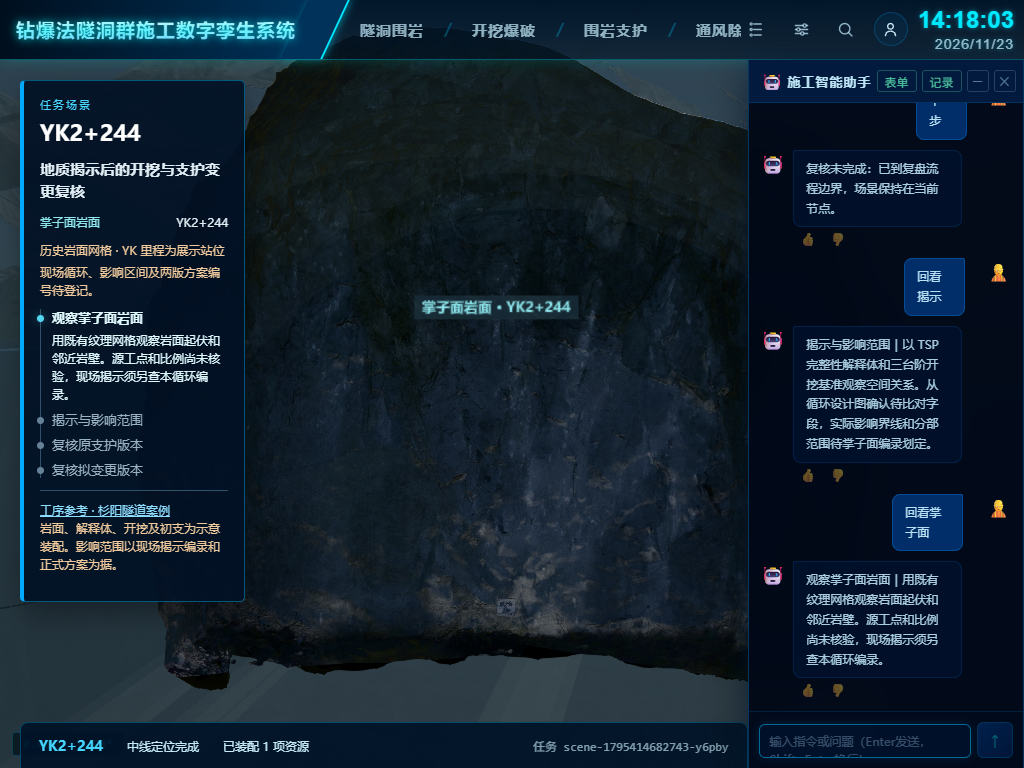 钻爆法隧洞群施工数字孪生系统
隧洞围岩 / 开挖爆破 / 围岩支护 / 通风除
14:18:03
2026/11/23
任务场景
YK2+244
地质揭示后的开挖与支护变
更复核
掌子面岩面 YK2+244
历史岩面网格 · YK 里程为展示站位
现场循环、影响区间及两版方案编
号待登记。
观察掌子面岩面
用既有纹理网格观察岩面起伏和
邻近岩壁。源工点和比例尚未核
验，现场揭示须另查本循环编
录。
揭示与影响范围
复核原支护版本
复核拟变更版本
工序参考 · 杉阳隧道案例
岩面、解释体、开挖及初支为示意
装配。影响范围以现场揭示编录和
正式方案为据。
掌子面岩面 · YK2+244
YK2+244 中线定位完成 已装配 1 项资源 任务 scene-1795414682743-y6pby
施工智能助手 表单 记录
步
复核未完成：已到复盘流
程边界，场景保持在当前
节点。
回看
揭示
揭示与影响范围 | 以 TSP
完整性解释体和三台阶开
挖基准观察空间关系。从
循环设计图确认待比对字
段，实际影响界线和分部
范围待掌子面编录划定。
回看掌
子面
观察掌子面岩面 | 用既有
纹理网格观察岩面起伏和
邻近岩壁。源工点和比例
尚未核验，现场揭示须另
查本循环编录。
输入指令或问题（Enter发送，